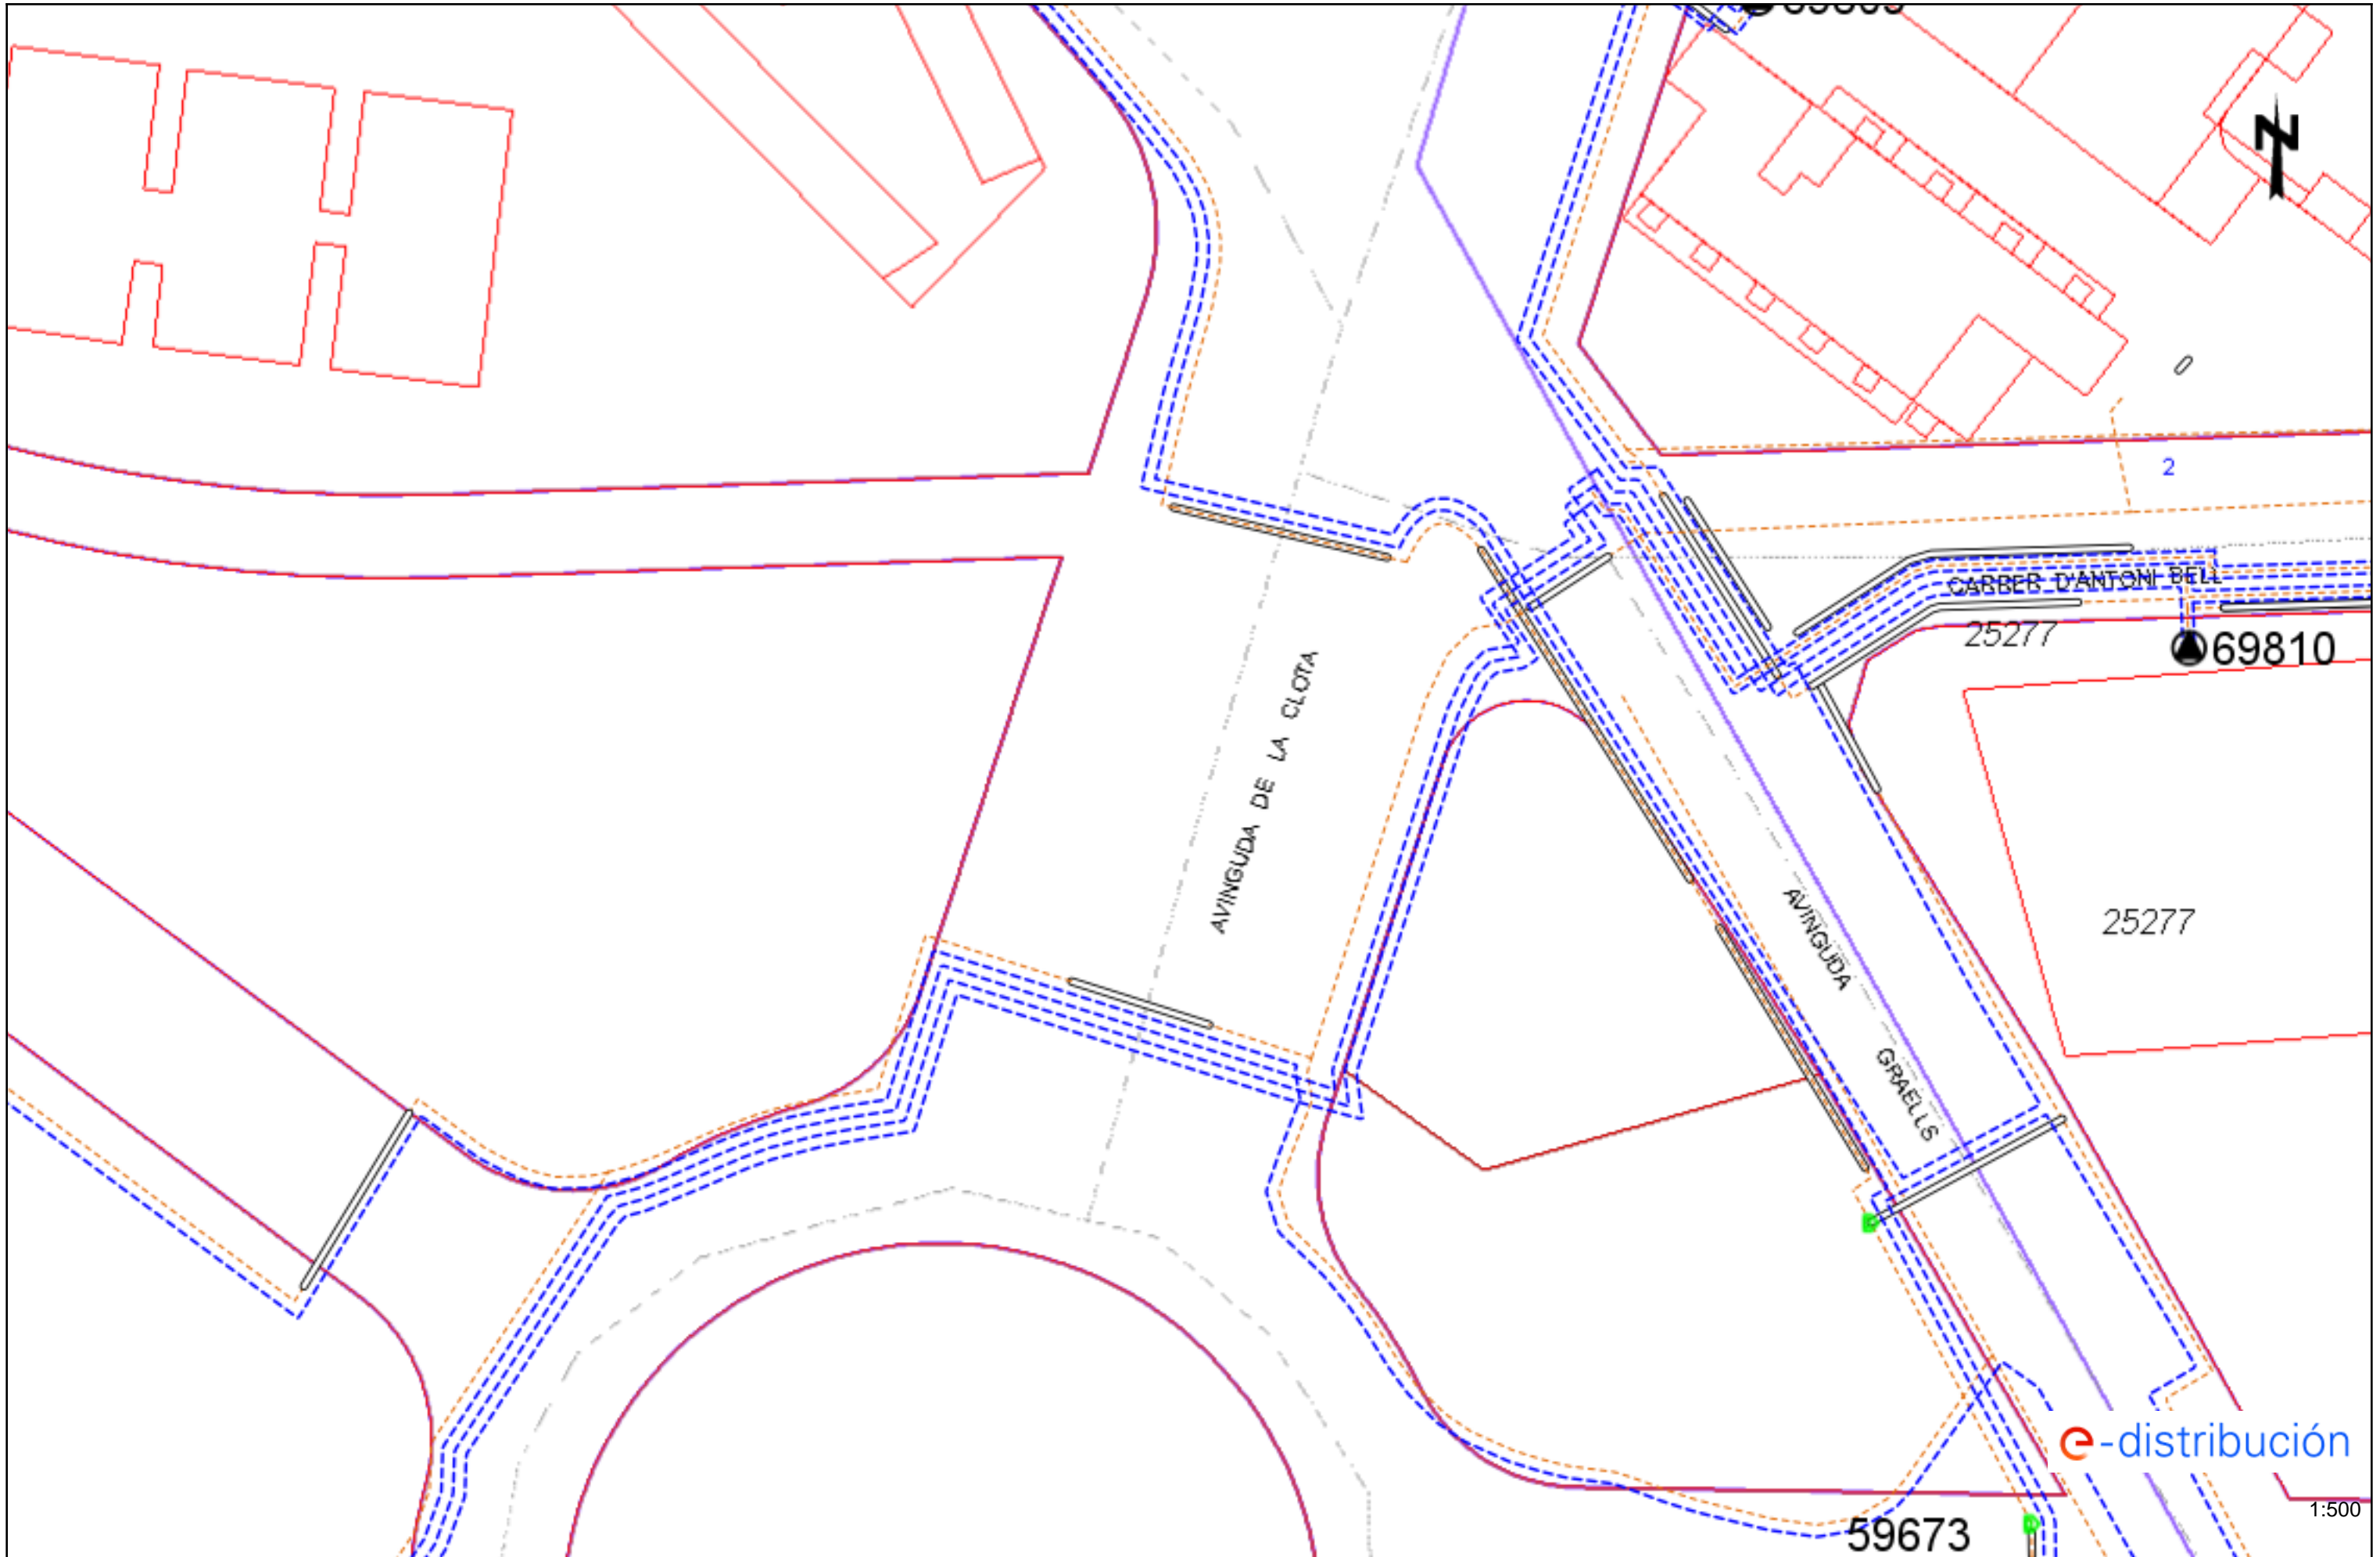 N
2
CARRER D'ANTONI BELL
25277
69810
AVINGUDA DE LA CLOTA
25277
AVINGUDA
GRAELLS
e-distribución
1:500
59673